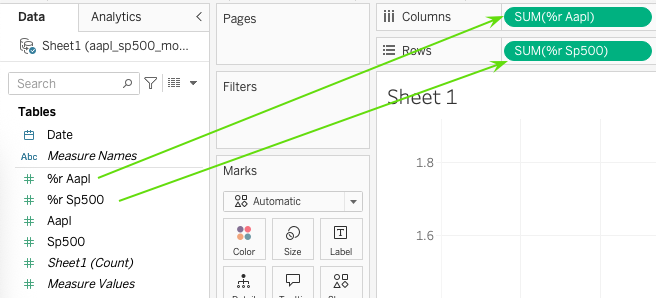 Data
Analytics
Pages
Columns
SUM(%r Aapl)
Sheet1 (aapl_sp500_mo...
Rows
SUM(%r Sp500)
Search
Filters
Sheet 1
Tables
Date
Abc Measure Names
%r Aapl
%r Sp500
Aapl
Sp500
Sheet1 (Count)
Measure Values
Marks
Automatic
Color
Size
T
Label
1.8
1.6